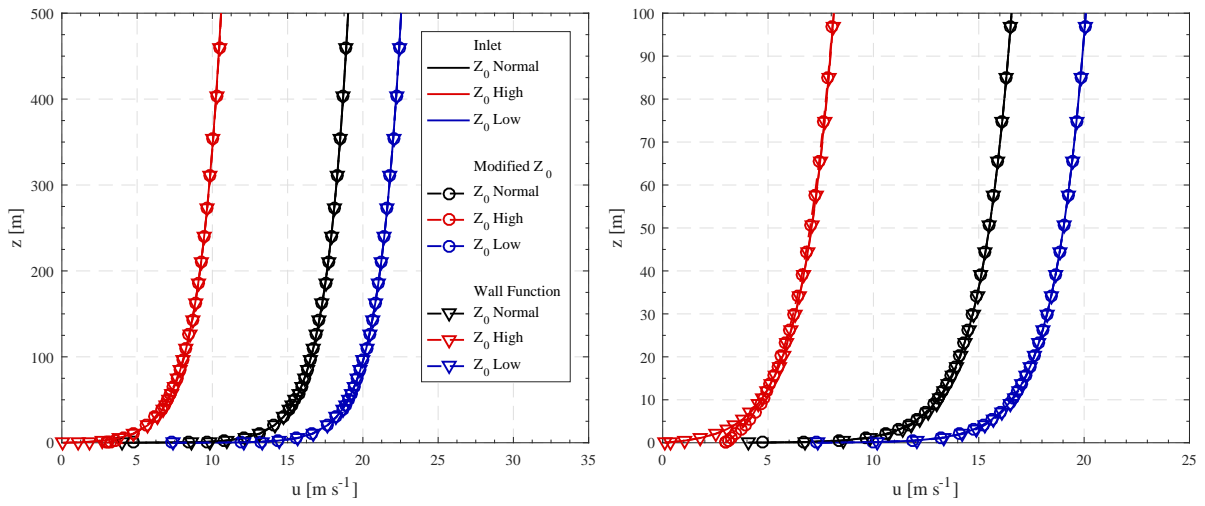 500
400
300
200
100
0
z [m]
0 5 10 15 20 25 30 35
u [m s-1]
Inlet
Z0 Normal
Z0 High
Z0 Low
Modified Z0
Z0 Normal
Z0 High
Z0 Low
Wall Function
Z0 Normal
Z0 High
Z0 Low
100
90
80
70
60
50
40
30
20
10
0
z [m]
0 5 10 15 20 25
u [m s-1]